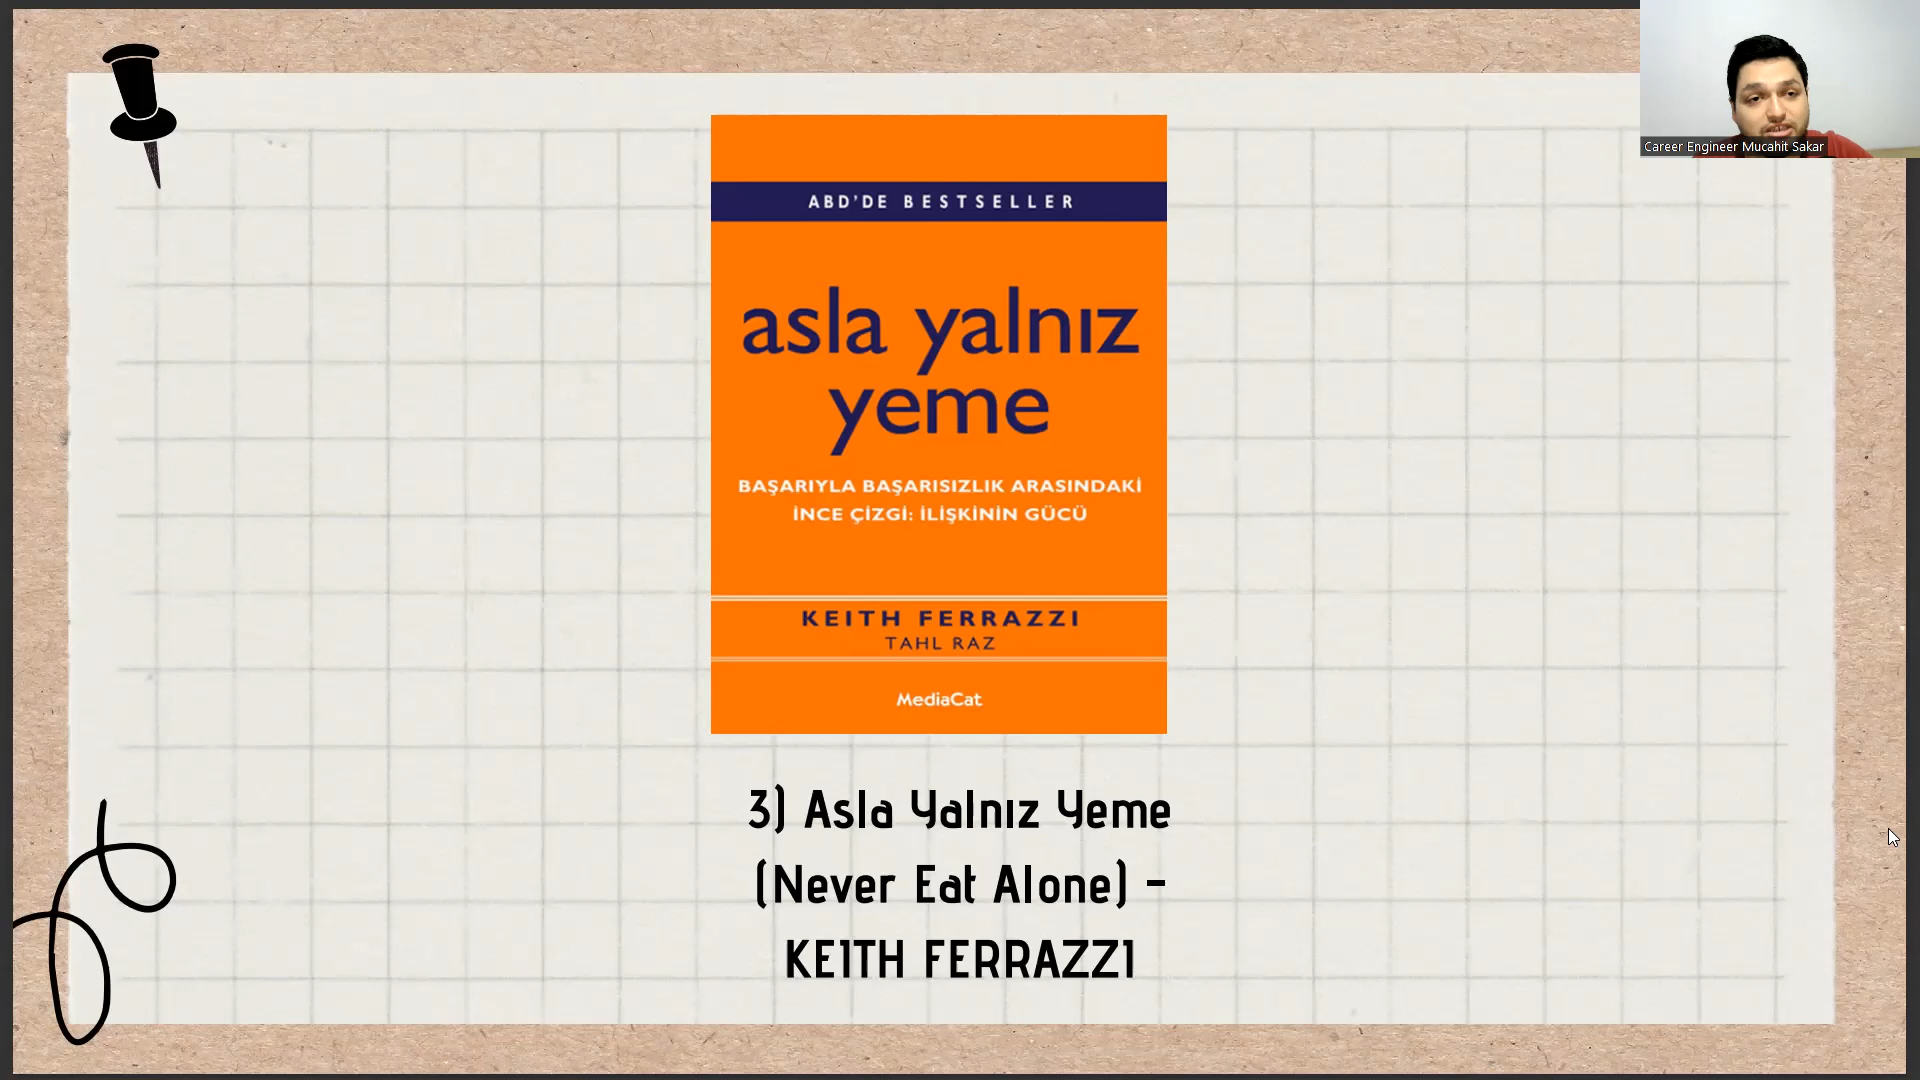 Career Engineer Mucahit Sakar
ABD'DE BESTSELLER
asla yalnız
yeme
BAŞARIYLA BAŞARISIZLIK ARASINDAKİ
İNCE ÇİZGİ: İLİŞKİNİN GÜCÜ
KEITH FERRAZZI
TAHL RAZ
MediaCat
3) Asla Yalnız Yeme
(Never Eat Alone) -
KEITH FERRAZZI